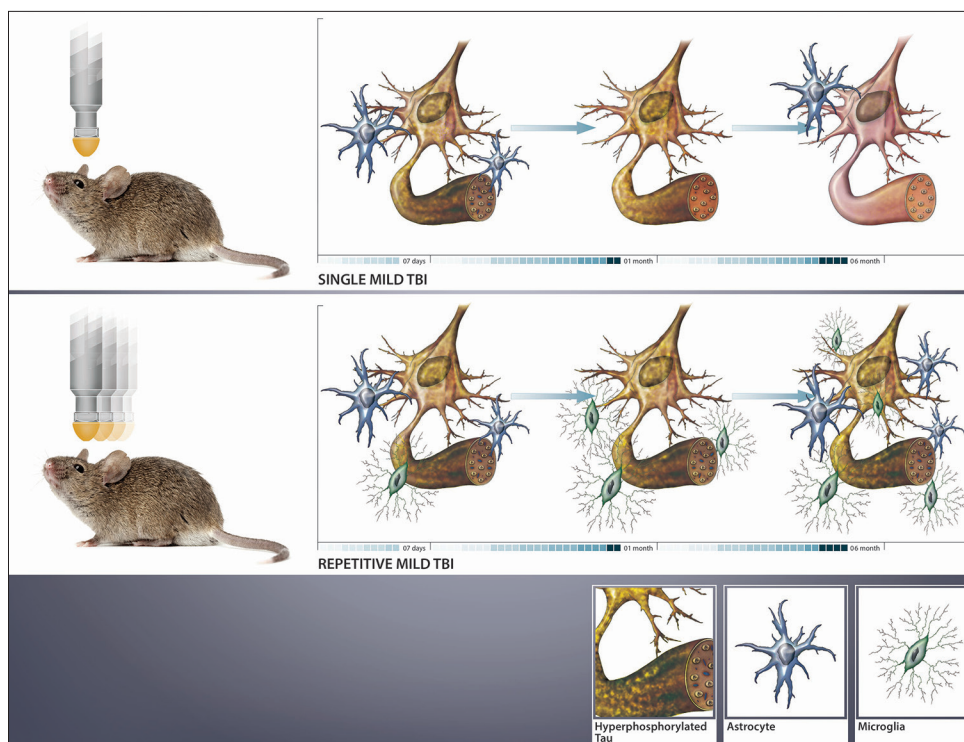 07 days
01 month
06 month
SINGLE MILD TBI
07 days
01 month
06 month
REPETITIVE MILD TBI
Hyperphosphorylated
Tau
Astrocyte
Microglia